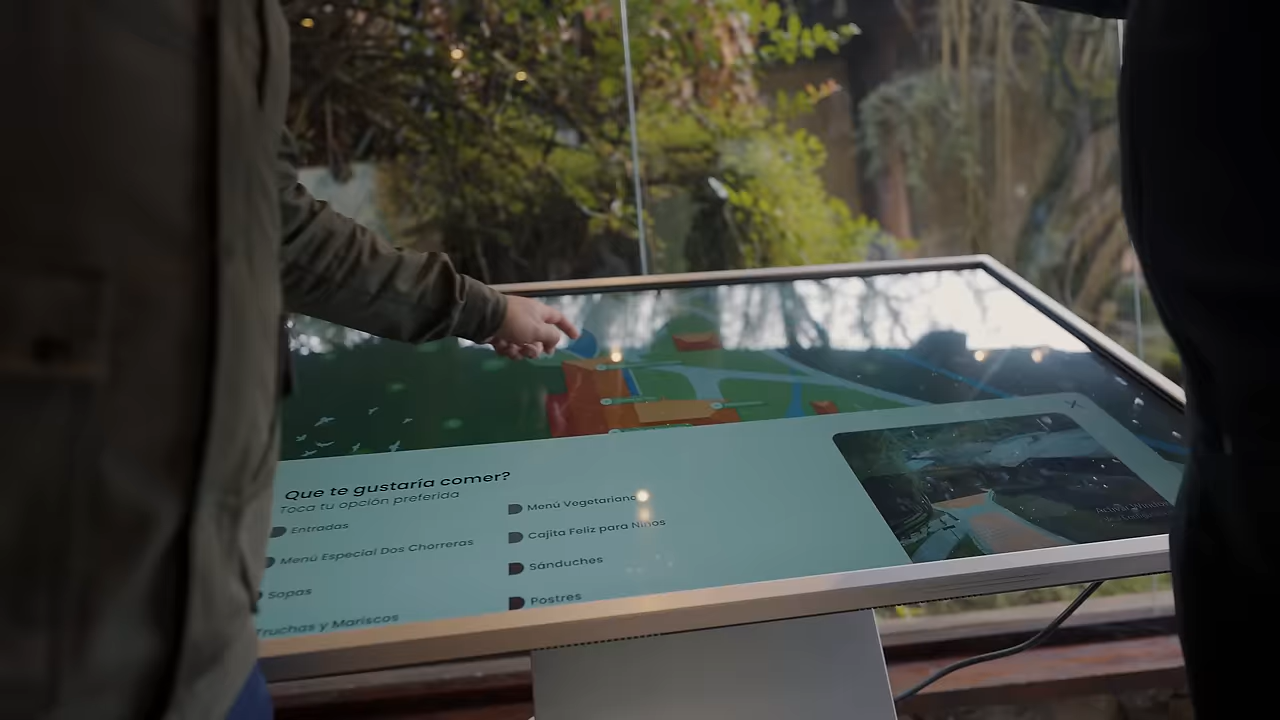 Que te gustaría comer?
Toca tu opción preferida
Entradas
Menú Especial Dos Chorreras
Sopas
Truchas y Mariscos
Menú Vegetariano
Cajita Feliz para Niños
Sánduches
Postres